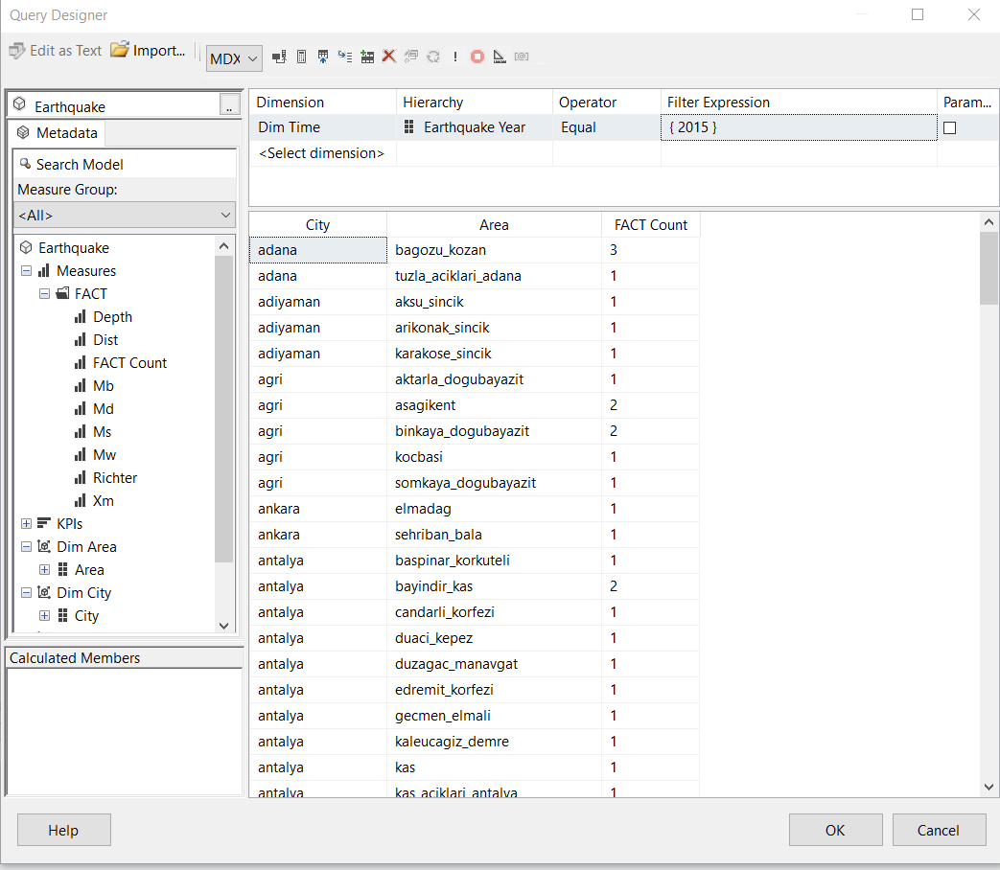 Query Designer
Edit as Text Import... MDX !
Earthquake ..
Metadata
Search Model
Measure Group:
<All>
Earthquake
Measures
FACT
Depth
Dist
FACT Count
Mb
Md
Ms
Mw
Richter
Xm
KPIs
Dim Area
Area
Dim City
City
Calculated Members
Dimension Hierarchy Operator Filter Expression Param...
Dim Time Earthquake Year Equal { 2015 }
<Select dimension>
City Area FACT Count
adana bagozu_kozan 3
adana tuzla_aciklari_adana 1
adiyaman aksu_sincik 1
adiyaman arikonak_sincik 1
adiyaman karakose_sincik 1
agri aktarla_dogubayazit 1
agri asagikent 2
agri binkaya_dogubayazit 2
agri kocbasi 1
agri somkaya_dogubayazit 1
ankara elmadag 1
ankara sehriban_bala 1
antalya baspinar_korkuteli 1
antalya bayindir_kas 2
antalya candarli_korfezi 1
antalya duaci_kepez 1
antalya duzagac_manavgat 1
antalya edremit_korfezi 1
antalya gecmen_elmali 1
antalya kaleucagiz_demre 1
antalya kas 1
antalya kas_aciklari_antalya 1
Help OK Cancel